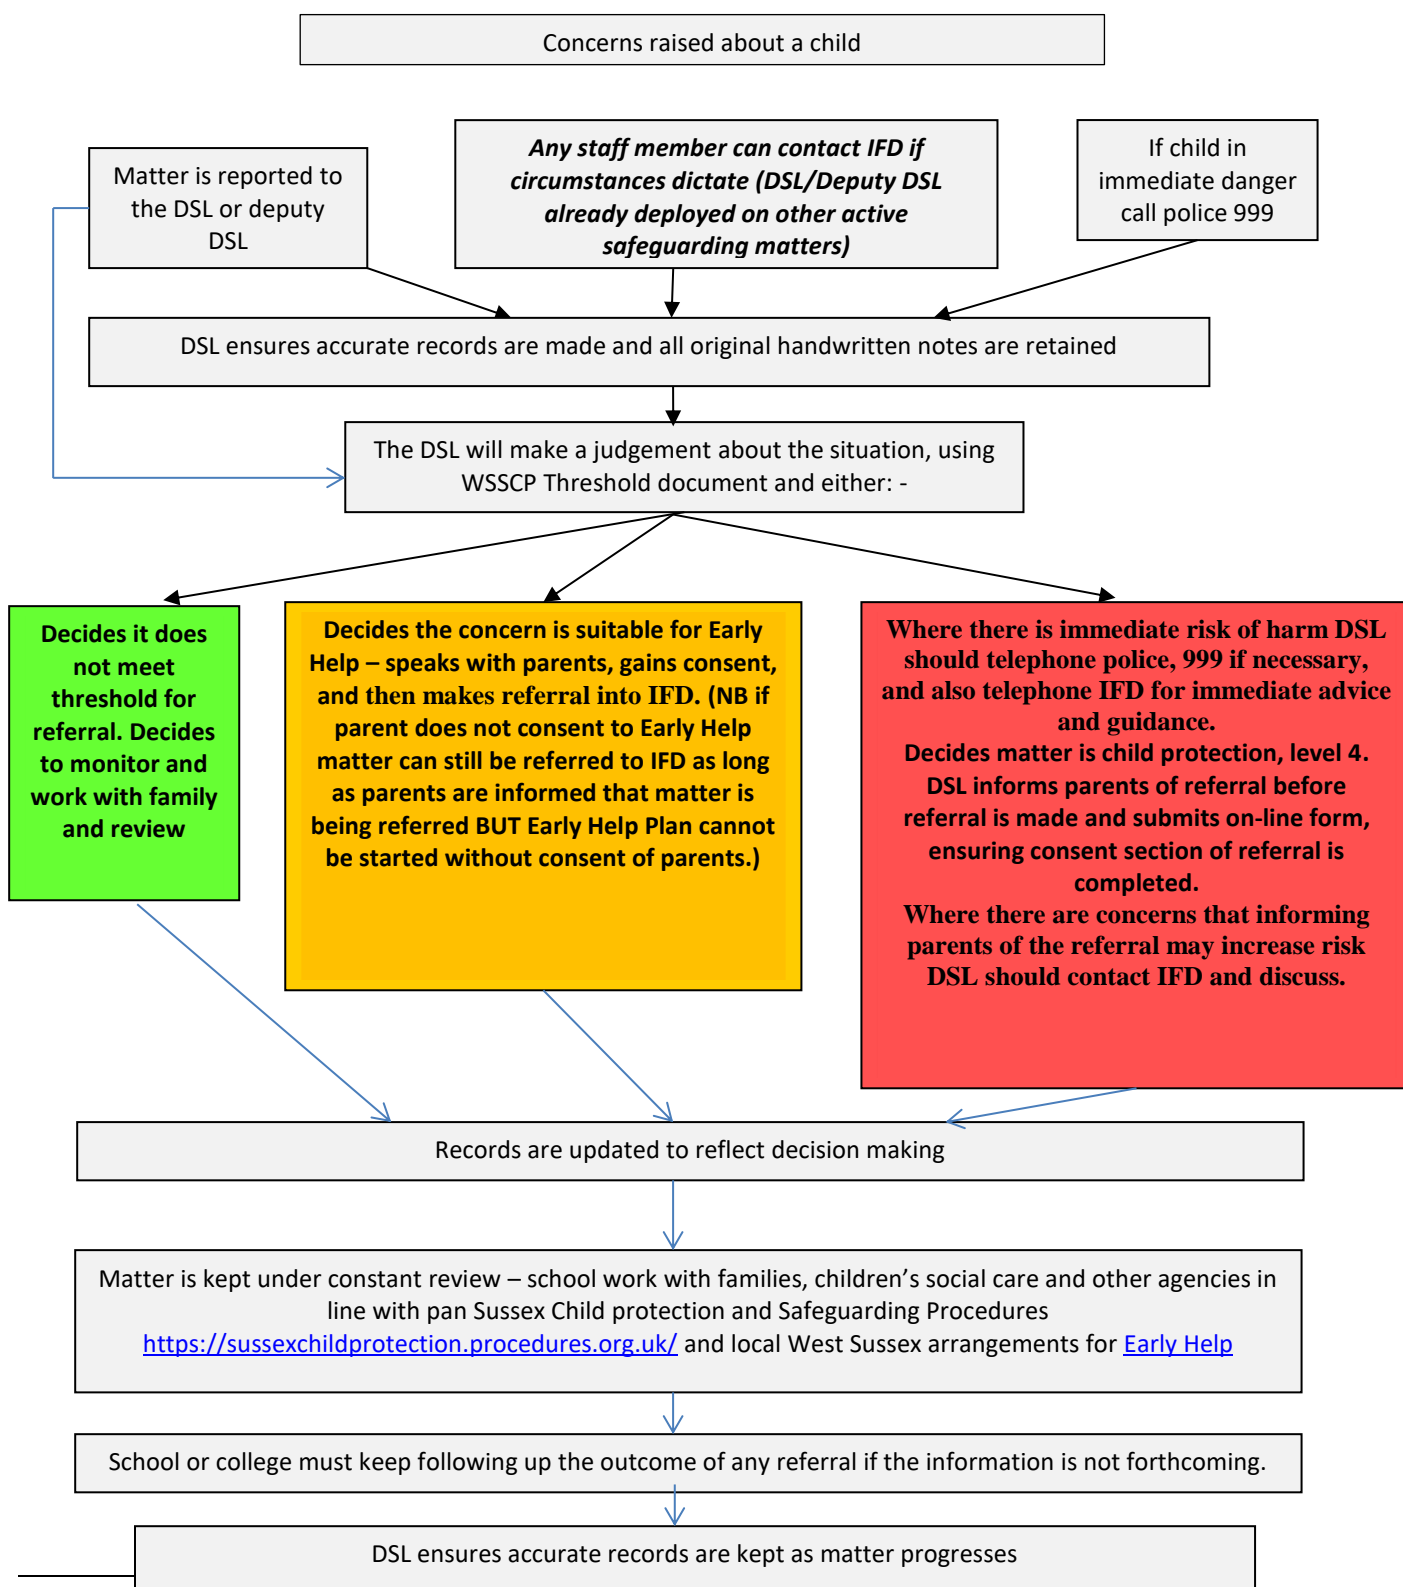 Concerns raised about a child
Matter is reported to
the DSL or deputy
DSL
Any staff member can contact IFD if
circumstances dictate (DSL/Deputy DSL
already deployed on other active
safeguarding matters)
If child in
immediate danger
call police 999
DSL ensures accurate records are made and all original handwritten notes are retained
The DSL will make a judgement about the situation, using
WSSCP Threshold document and either: -
Decides it does
not meet
threshold for
referral. Decides
to monitor and
work with family
and review
Decides the concern is suitable for Early
Help – speaks with parents, gains consent,
and then makes referral into IFD. (NB if
parent does not consent to Early Help
matter can still be referred to IFD as long
as parents are informed that matter is
being referred BUT Early Help Plan cannot
be started without consent of parents.)
Where there is immediate risk of harm DSL
should telephone police, 999 if necessary,
and also telephone IFD for immediate advice
and guidance.
Decides matter is child protection, level 4.
DSL informs parents of referral before
referral is made and submits on-line form,
ensuring consent section of referral is
completed.
Where there are concerns that informing
parents of the referral may increase risk
DSL should contact IFD and discuss.
Records are updated to reflect decision making
Matter is kept under constant review – school work with families, children’s social care and other agencies in
line with pan Sussex Child protection and Safeguarding Procedures
https://sussexchildprotection.procedures.org.uk/ and local West Sussex arrangements for Early Help
School or college must keep following up the outcome of any referral if the information is not forthcoming.
DSL ensures accurate records are kept as matter progresses